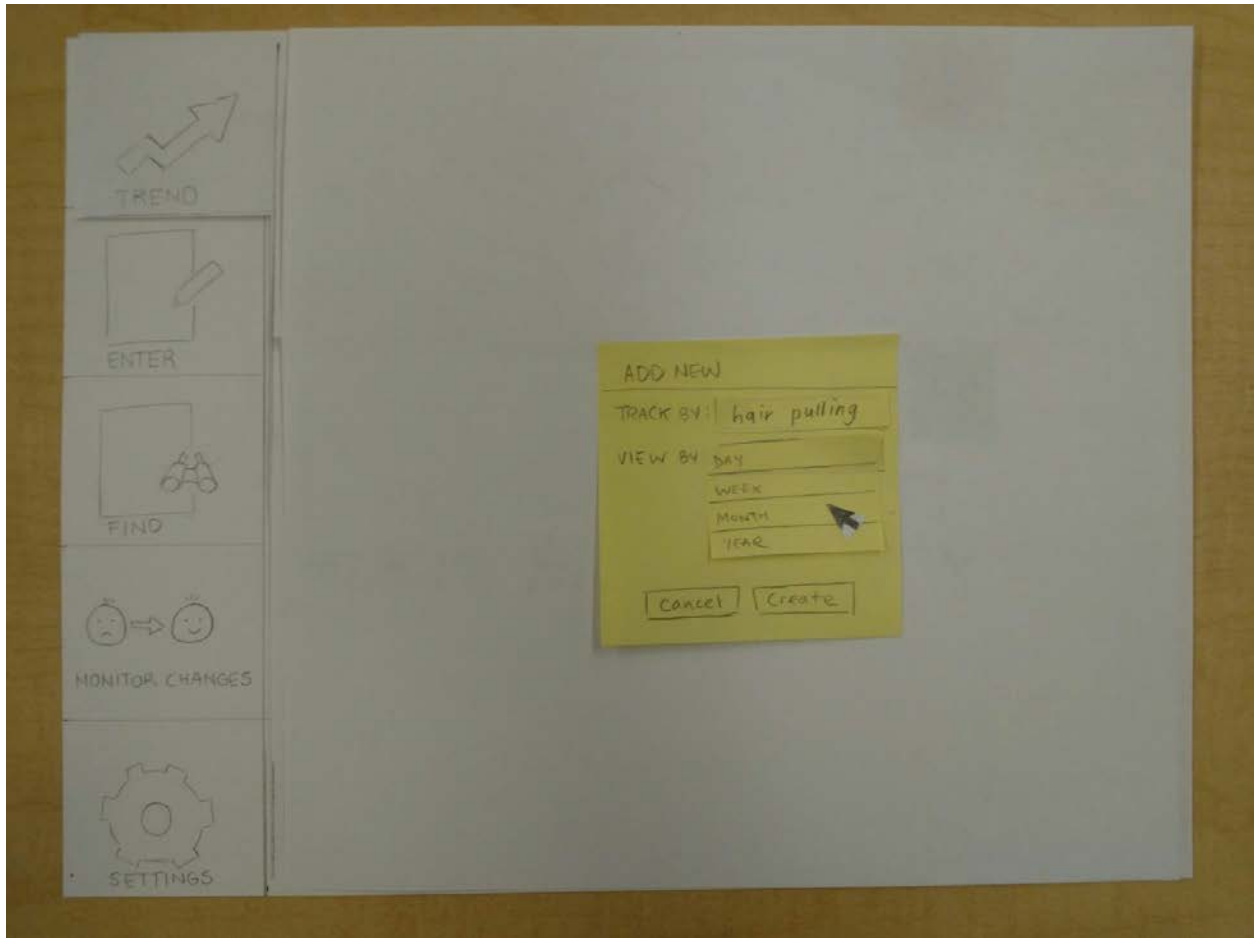 TREND
ENTER
FIND
MONITOR CHANGES
SETTINGS
ADD NEW
TRACK BY: hair pulling
VIEW BY DAY
WEEK
MONTH
YEAR
Cancel Create